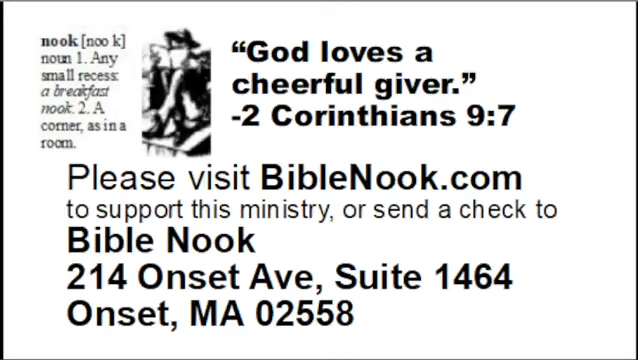 nook [noo k]
noun 1. Any
small recess:
a breakfast
nook. 2. A
corner, as in a
room.
“God loves a
cheerful giver.”
-2 Corinthians 9:7
Please visit BibleNook.com
to support this ministry, or send a check to
Bible Nook
214 Onset Ave, Suite 1464
Onset, MA 02558